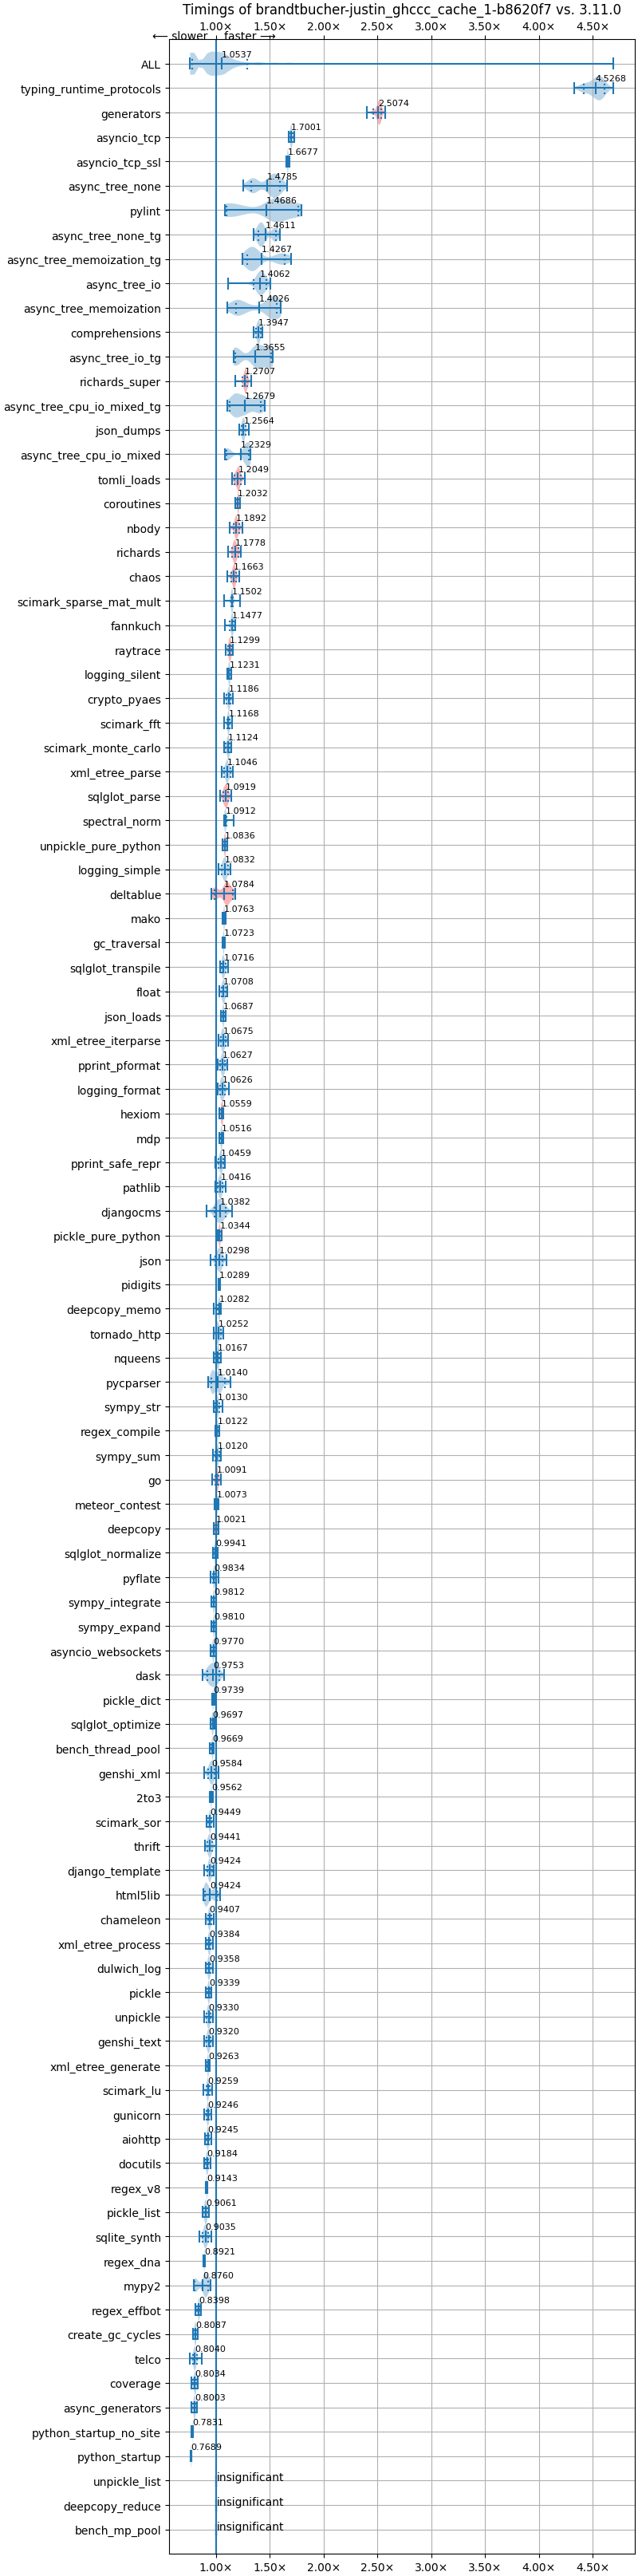 Timings of brandtbucher-justin_ghccc_cache_1-b8620f7 vs. 3.11.0
1.00× 1.50× 2.00× 2.50× 3.00× 3.50× 4.00× 4.50×
⟵ slower faster ⟶
ALL 1.0537
typing_runtime_protocols 4.5268
generators 2.5074
asyncio_tcp 1.7001
asyncio_tcp_ssl 1.6677
async_tree_none 1.4785
pylint 1.4686
async_tree_none_tg 1.4611
async_tree_memoization_tg 1.4267
async_tree_io 1.4062
async_tree_memoization 1.4026
comprehensions 1.3947
async_tree_io_tg 1.3655
richards_super 1.2707
async_tree_cpu_io_mixed_tg 1.2679
json_dumps 1.2564
async_tree_cpu_io_mixed 1.2329
tomli_loads 1.2049
coroutines 1.2032
nbody 1.1892
richards 1.1778
chaos 1.1663
scimark_sparse_mat_mult 1.1502
fannkuch 1.1477
raytrace 1.1299
logging_silent 1.1231
crypto_pyaes 1.1186
scimark_fft 1.1168
scimark_monte_carlo 1.1124
xml_etree_parse 1.1046
sqlglot_parse 1.0919
spectral_norm 1.0912
unpickle_pure_python 1.0836
logging_simple 1.0832
deltablue 1.0784
mako 1.0763
gc_traversal 1.0723
sqlglot_transpile 1.0716
float 1.0708
json_loads 1.0687
xml_etree_iterparse 1.0675
pprint_pformat 1.0627
logging_format 1.0626
hexiom 1.0559
mdp 1.0516
pprint_safe_repr 1.0459
pathlib 1.0416
djangocms 1.0382
pickle_pure_python 1.0344
json 1.0298
pidigits 1.0289
deepcopy_memo 1.0282
tornado_http 1.0252
nqueens 1.0167
pycparser 1.0140
sympy_str 1.0130
regex_compile 1.0122
sympy_sum 1.0120
go 1.0091
meteor_contest 1.0073
deepcopy 1.0021
sqlglot_normalize 0.9941
pyflate 0.9834
sympy_integrate 0.9812
sympy_expand 0.9810
asyncio_websockets 0.9770
dask 0.9753
pickle_dict 0.9739
sqlglot_optimize 0.9697
bench_thread_pool 0.9669
genshi_xml 0.9584
2to3 0.9562
scimark_sor 0.9449
thrift 0.9441
django_template 0.9424
html5lib 0.9424
chameleon 0.9407
xml_etree_process 0.9384
dulwich_log 0.9358
pickle 0.9339
unpickle 0.9330
genshi_text 0.9320
xml_etree_generate 0.9263
scimark_lu 0.9259
gunicorn 0.9246
aiohttp 0.9245
docutils 0.9184
regex_v8 0.9143
pickle_list 0.9061
sqlite_synth 0.9035
regex_dna 0.8921
mypy2 0.8760
regex_effbot 0.8398
create_gc_cycles 0.8087
telco 0.8040
coverage 0.8034
async_generators 0.8003
python_startup_no_site 0.7831
python_startup 0.7689
unpickle_list insignificant
deepcopy_reduce insignificant
bench_mp_pool insignificant
1.00× 1.50× 2.00× 2.50× 3.00× 3.50× 4.00× 4.50×